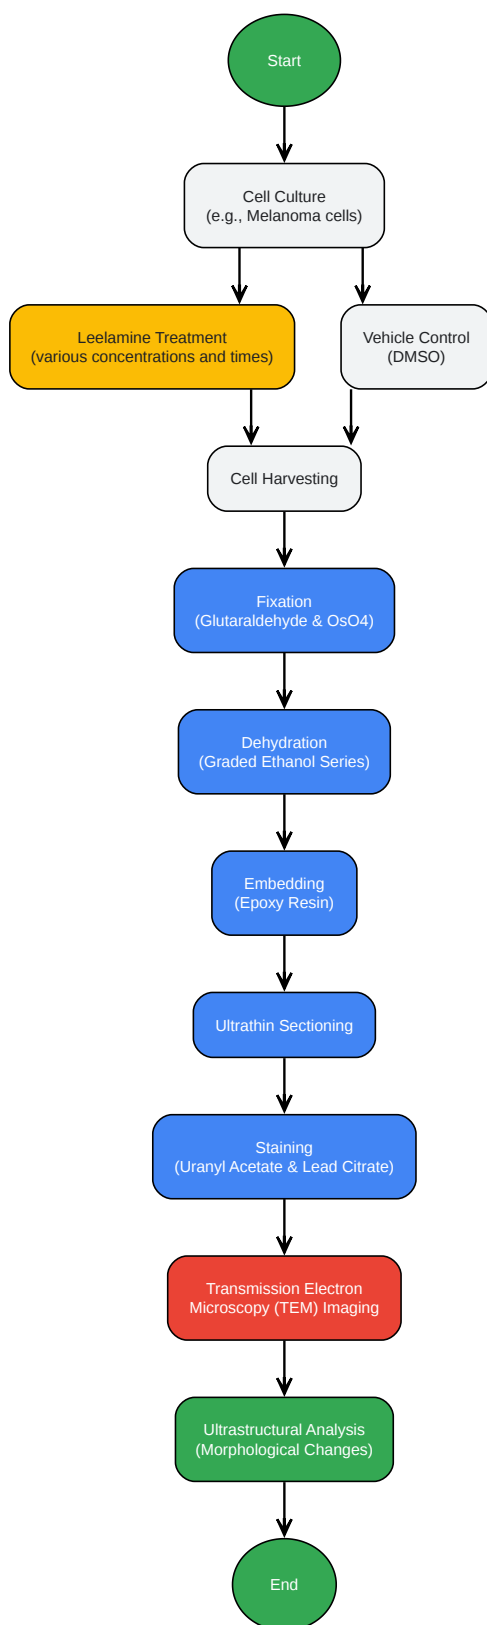 Start
Cell Culture
(e.g., Melanoma cells)
Leelamine Treatment
(various concentrations and times)
Vehicle Control
(DMSO)
Cell Harvesting
Fixation
(Glutaraldehyde & OsO4)
Dehydration
(Graded Ethanol Series)
Embedding
(Epoxy Resin)
Ultrathin Sectioning
Staining
(Uranyl Acetate & Lead Citrate)
Transmission Electron
Microscopy (TEM) Imaging
Ultrastructural Analysis
(Morphological Changes)
End